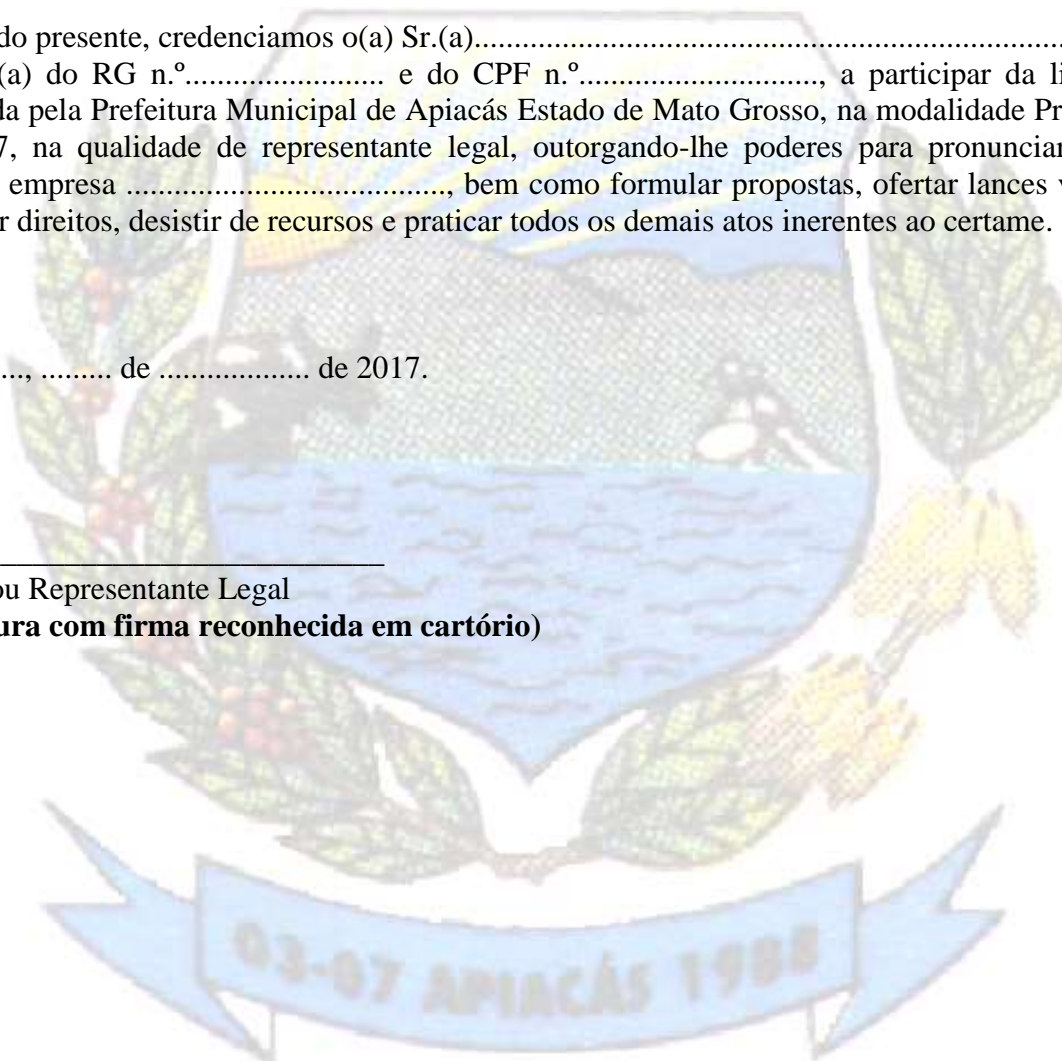 do presente, credenciamos o(a) Sr.(a)...........................................................................
(a) do RG n.º........................ e do CPF n.º............................, a participar da li
da pela Prefeitura Municipal de Apiacás Estado de Mato Grosso, na modalidade Pr
7, na qualidade de representante legal, outorgando-lhe poderes para pronuncian
empresa ......................................, bem como formular propostas, ofertar lances v
r direitos, desistir de recursos e praticar todos os demais atos inerentes ao certame.
..., ......... de .................. de 2017.
__________________________
ou Representante Legal
ura com firma reconhecida em cartório)
03-07 APIACÁS 1988